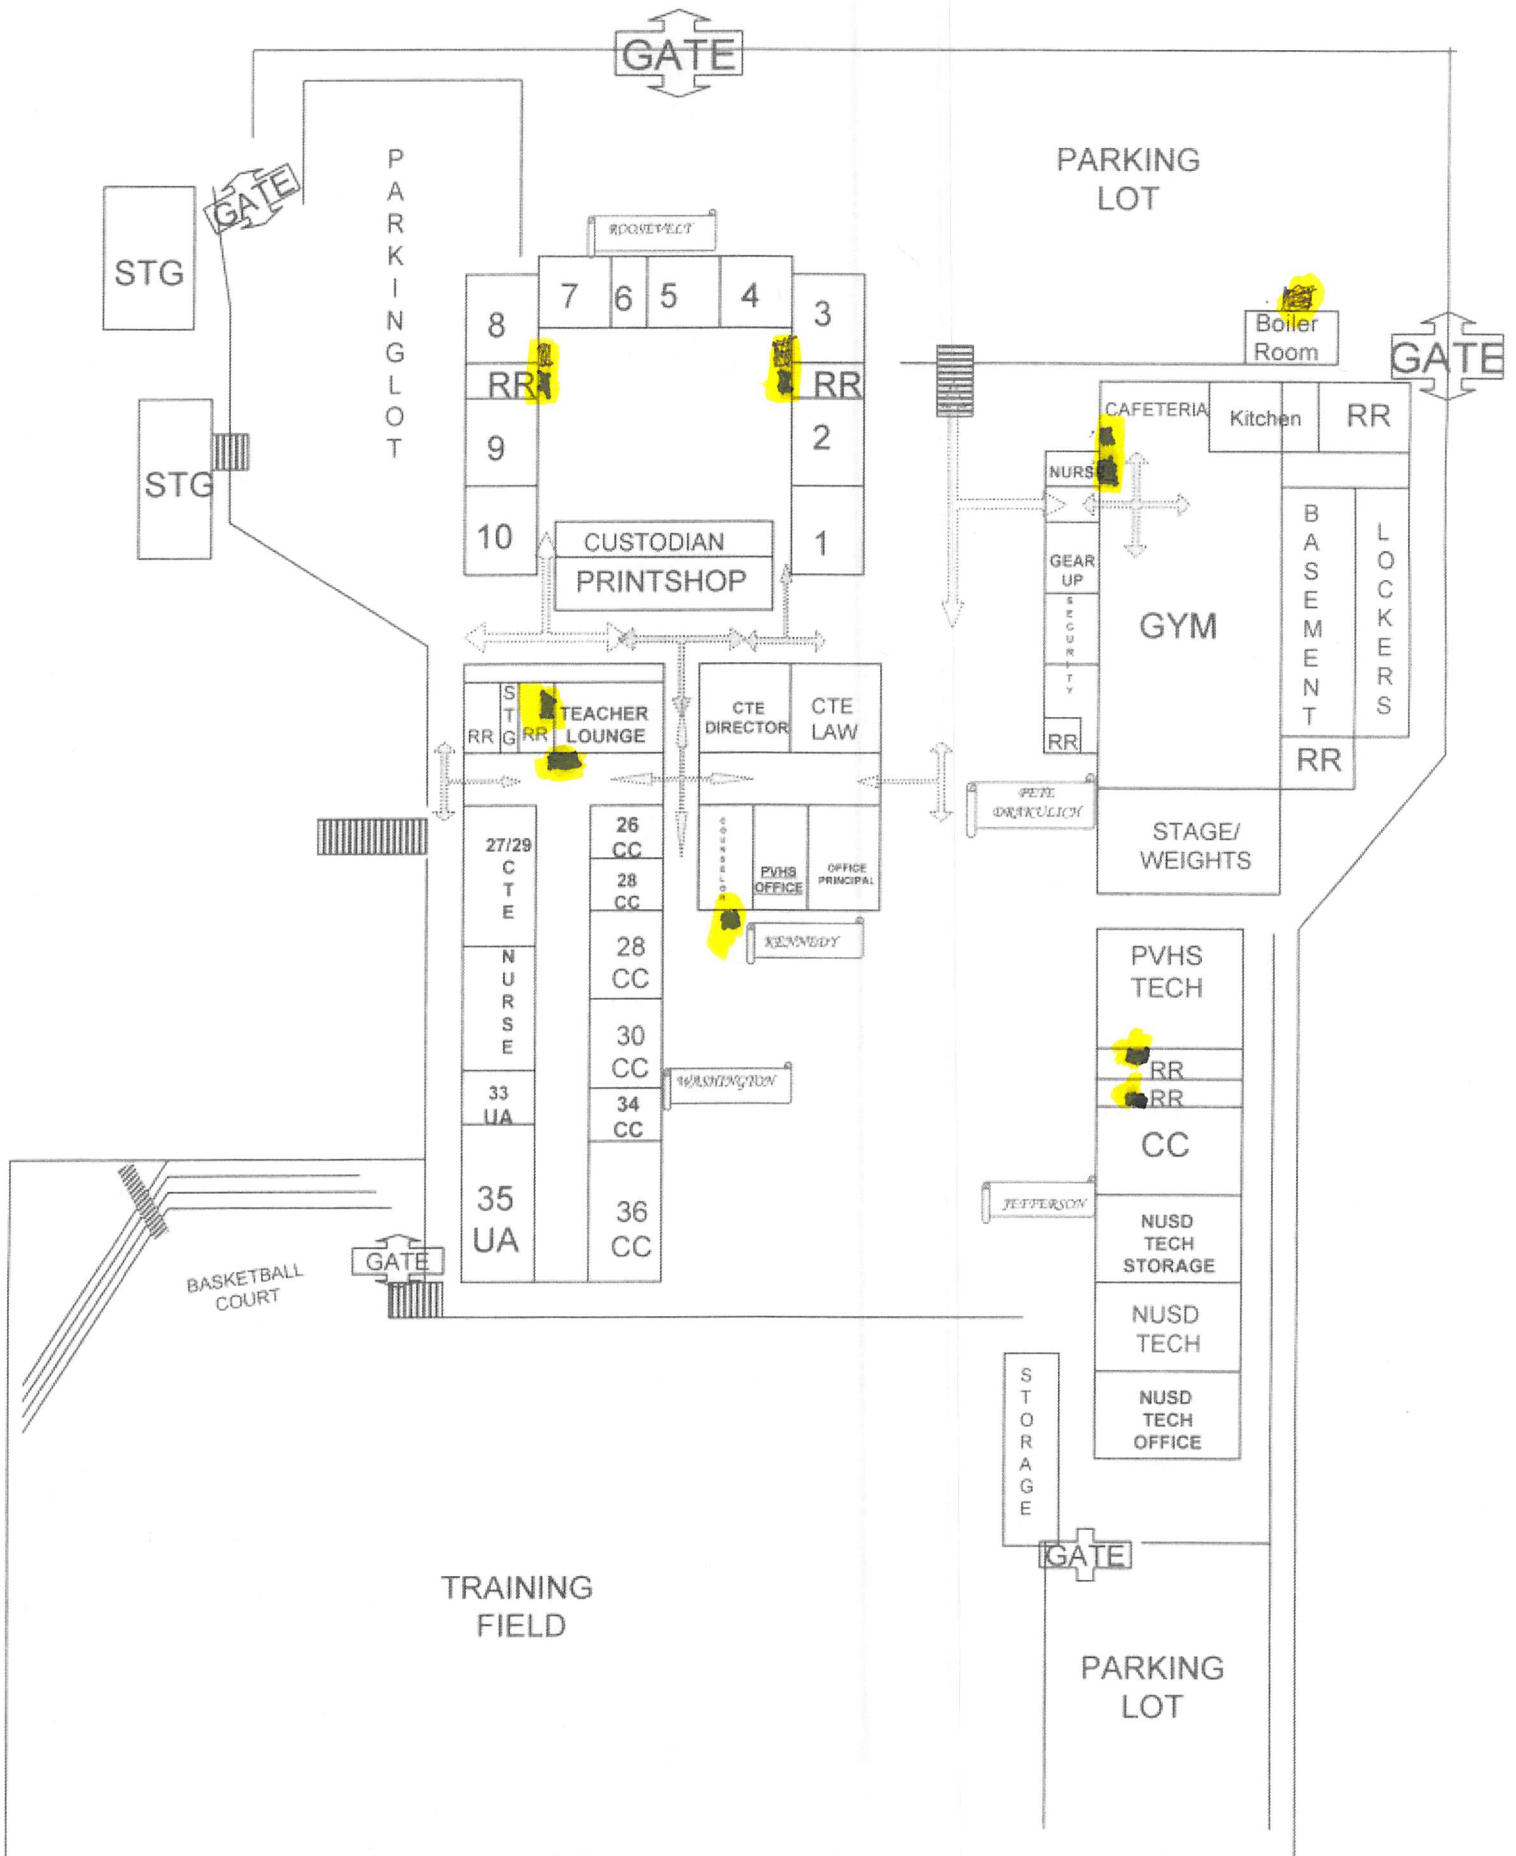 GATE
PARKING
LOT
PARKINGLOT
GATE
STG
STG
ROOSEVELT
8
7
6
5
4
3
RR
RR
9
2
10
1
CUSTODIAN
PRINTSHOP
Boiler
Room
GATE
CAFETERIA
Kitchen
RR
NURSE
GEAR
UP
SECURITY
RR
GYM
BASEMENT
LOCKERS
RR
PETE
DRAKULICH
STAGE/
WEIGHTS
RR
STG
RR
TEACHER
LOUNGE
CTE
DIRECTOR
CTE
LAW
27/29
CTE
NURSE
33
UA
35
UA
26
CC
28
CC
28
CC
30
CC
34
CC
36
CC
COUNSELOR
PVHS
OFFICE
OFFICE
PRINCIPAL
KENNEDY
WASHINGTON
PVHS
TECH
RR
RR
CC
JEFFERSON
NUSD
TECH
STORAGE
NUSD
TECH
NUSD
TECH
OFFICE
BASKETBALL
COURT
GATE
STORAGE
GATE
TRAINING
FIELD
PARKING
LOT